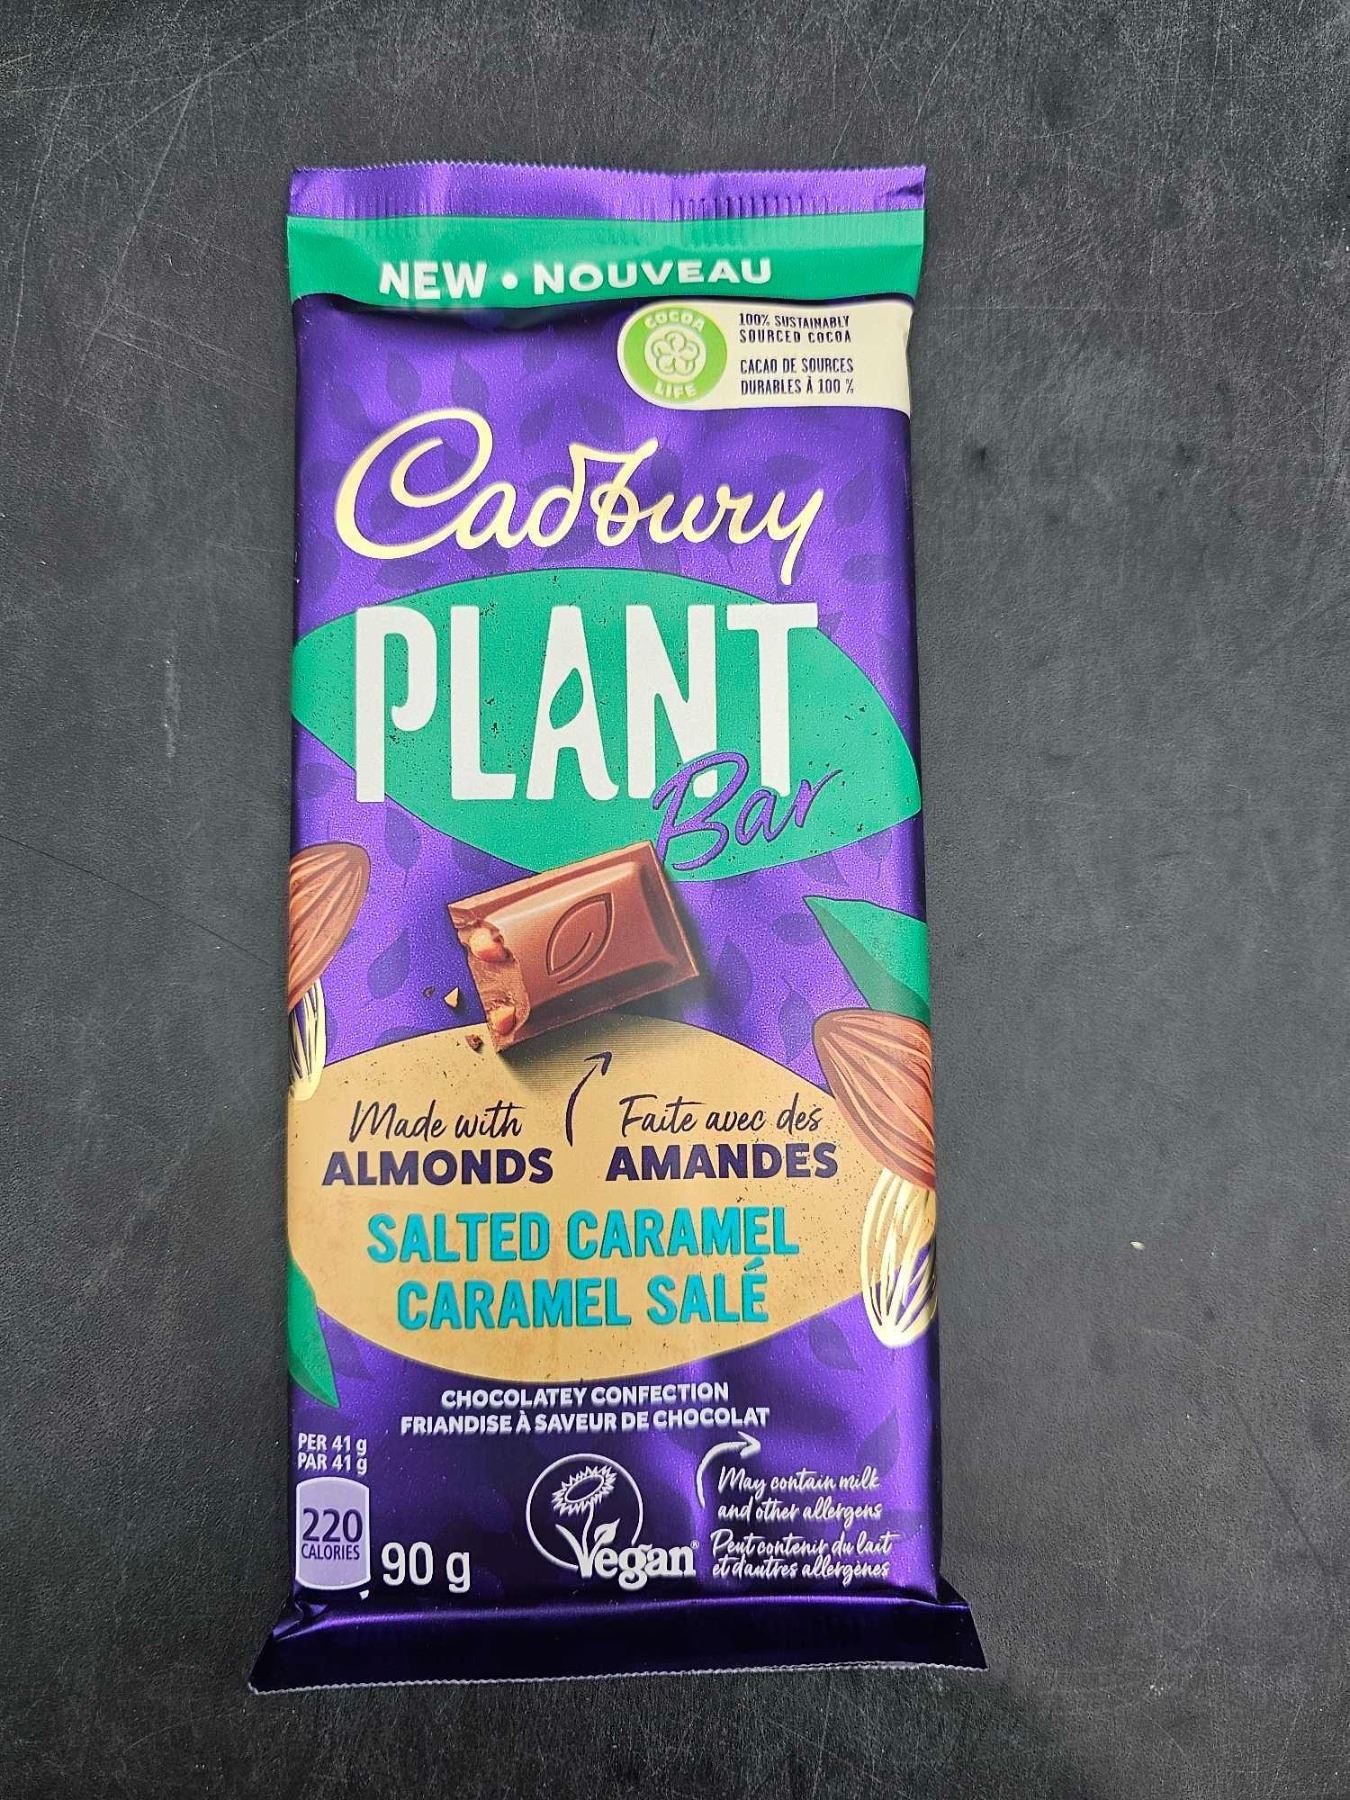 NEW • NOUVEAU
COCOA
LIFE
100% SUSTAINABLY
SOURCED COCOA
CACAO DE SOURCES
DURABLES À 100 %
Cadbury
PLANT
Bar
Made with
ALMONDS
Faite avec des
AMANDES
SALTED CARAMEL
CARAMEL SALÉ
CHOCOLATEY CONFECTION
FRIANDISE À SAVEUR DE CHOCOLAT
PER 41 g
PAR 41 g
220
CALORIES
90 g
Vegan®
May contain milk
and other allergens
Peut contenir du lait
et d'autres allergènes